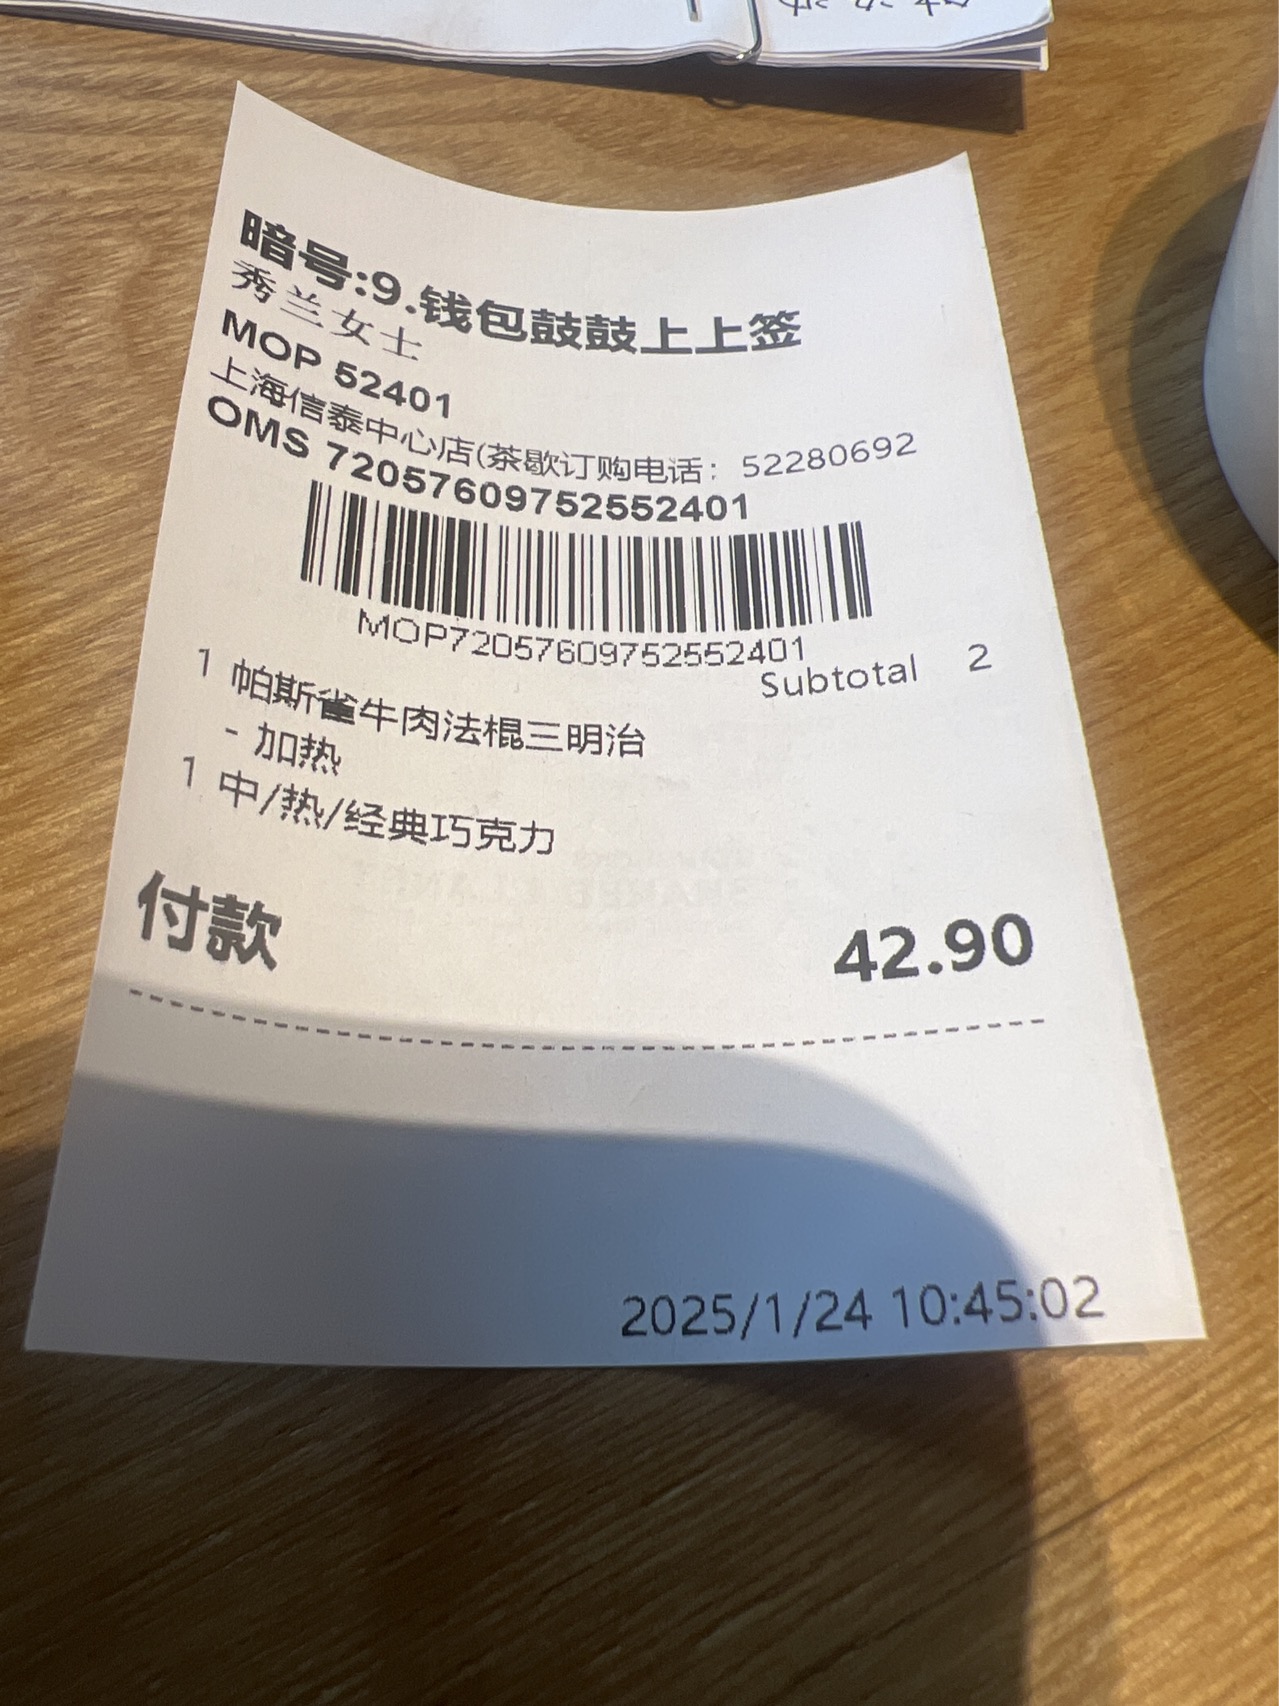 暗号:9.钱包鼓鼓上上签
秀兰女士
MOP 52401
上海信泰中心店(茶歇订购电话：52280692
OMS 72057609752552401
MOP72057609752552401
Subtotal 2
1 帕斯雀牛肉法棍三明治
- 加热
1 中/热/经典巧克力
付款 42.90
2025/1/24 10:45:02